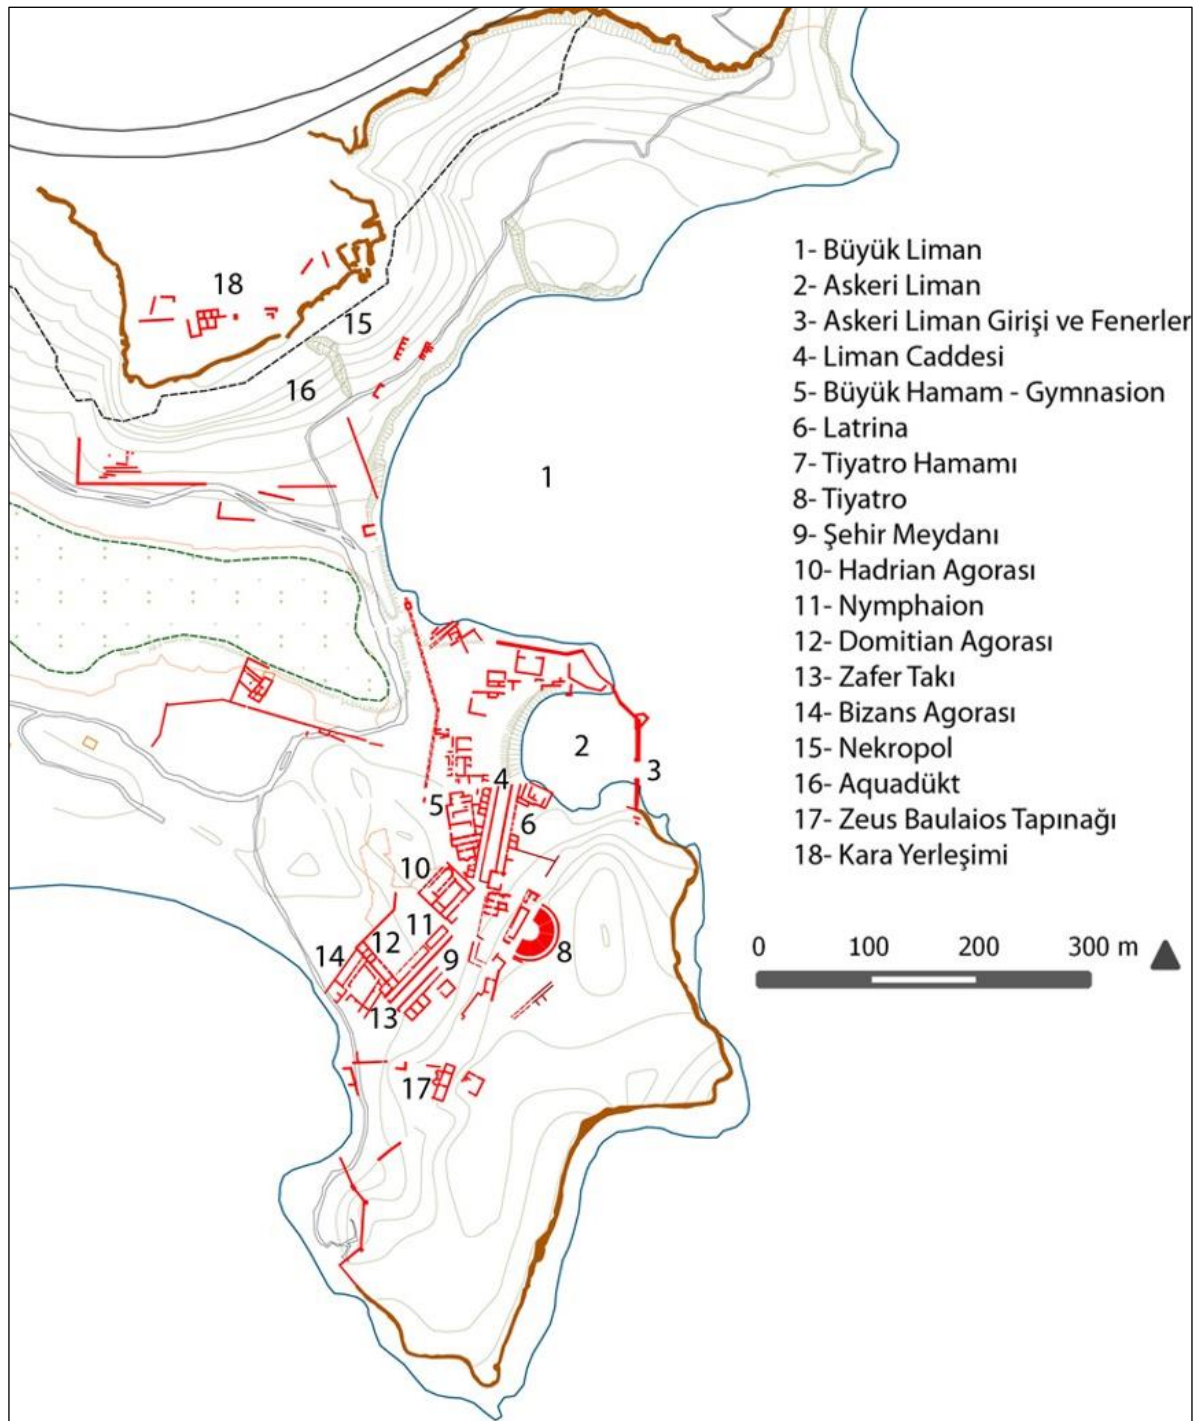 1- Büyük Liman
2- Askeri Liman
3- Askeri Liman Girişi ve Fenerler
4- Liman Caddesi
5- Büyük Hamam - Gymnasion
6- Latrina
7- Tiyatro Hamamı
8- Tiyatro
9- Şehir Meydanı
10- Hadrian Agorası
11- Nymphaion
12- Domitian Agorası
13- Zafer Takı
14- Bizans Agorası
15- Nekropol
16- Aquadükt
17- Zeus Baulaios Tapınağı
18- Kara Yerleşimi
0 100 200 300 m
18
15
16
1
2
3
4
5
6
10
11
12
9
8
14
13
17